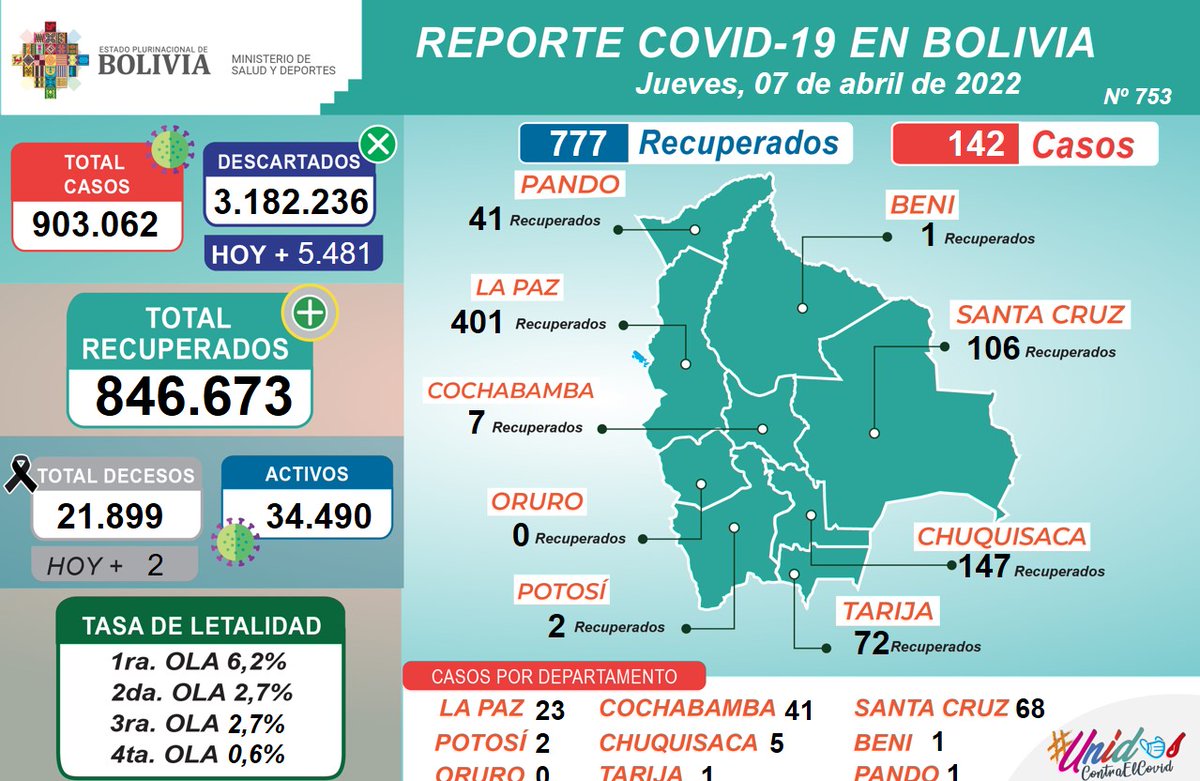 ESTADO PLURINACIONAL DE
BOLIVIA
MINISTERIO DE
SALUD Y DEPORTES
REPORTE COVID-19 EN BOLIVIA
Jueves, 07 de abril de 2022
Nº 753
TOTAL
CASOS
903.062
DESCARTADOS
3.182.236
HOY + 5.481
TOTAL
RECUPERADOS
846.673
TOTAL DECESOS
21.899
HOY + 2
ACTIVOS
34.490
TASA DE LETALIDAD
1ra. OLA 6,2%
2da. OLA 2,7%
3ra. OLA 2,7%
4ta. OLA 0,6%
777 Recuperados
142 Casos
PANDO
41 Recuperados
BENI
1 Recuperados
LA PAZ
401 Recuperados
SANTA CRUZ
106 Recuperados
COCHABAMBA
7 Recuperados
ORURO
0 Recuperados
CHUQUISACA
147 Recuperados
POTOSÍ
2 Recuperados
TARIJA
72 Recuperados
CASOS POR DEPARTAMENTO
LA PAZ 23 COCHABAMBA 41 SANTA CRUZ 68
POTOSÍ 2 CHUQUISACA 5 BENI 1
ORURO 0 TARIJA 1 PANDO 1
#Unidos
ContraElCovid